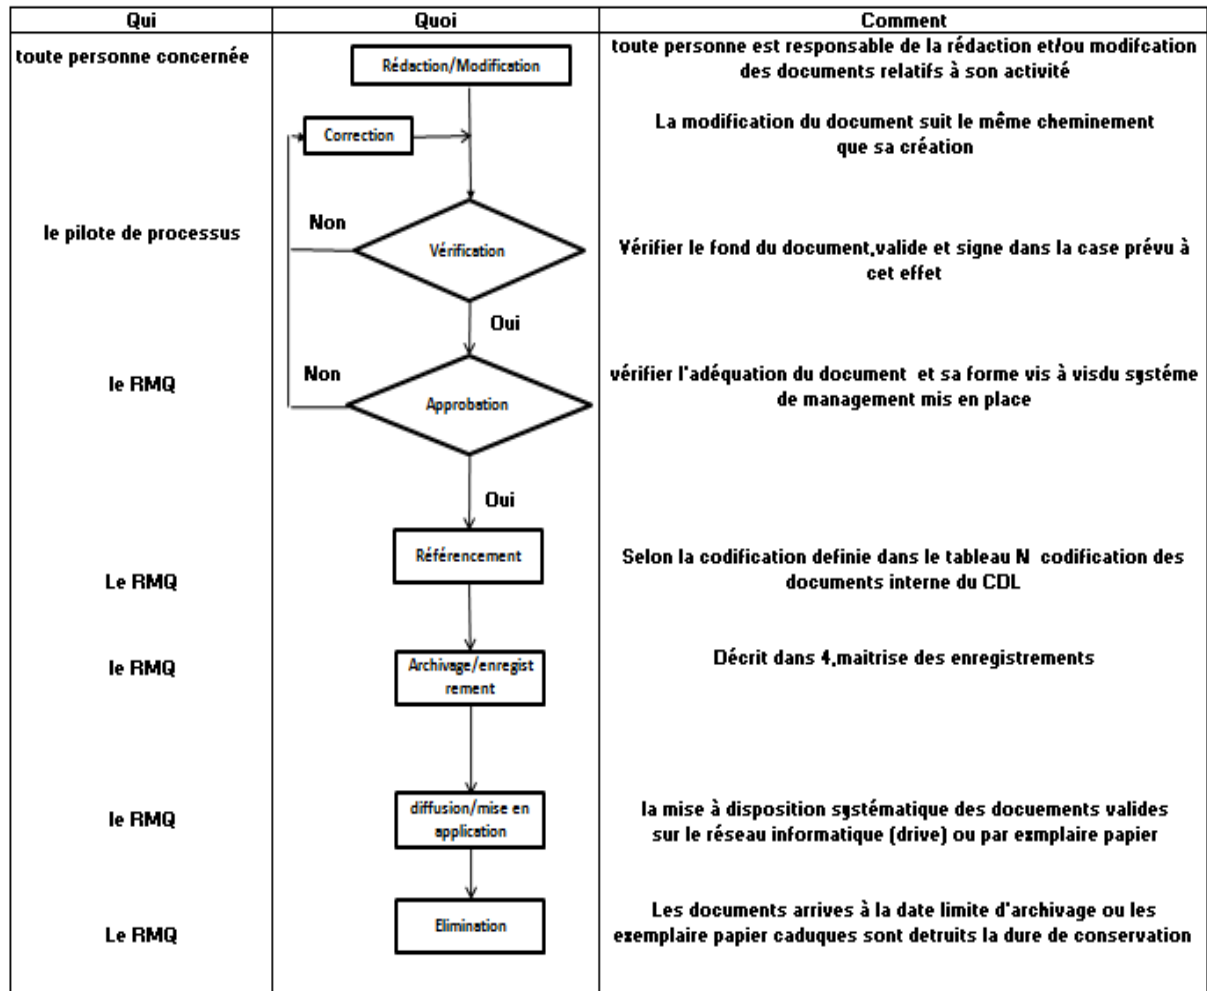 Qui
Quoi
Comment
toute personne concernée
Rédaction/Modification
toute personne est responsable de la rédaction et/ou modifcation
des documents relatifs à son activité
Correction
La modification du document suit le même cheminement
que sa création
le pilote de processus
Non
Vérification
Vérifier le fond du document,valide et signe dans la case prévu à
cet effet
Oui
le RMQ
Non
Approbation
vérifier l'adéquation du document et sa forme vis à visdu systéme
de management mis en place
Oui
Le RMQ
Référencement
Selon la codification definie dans le tableau N codification des
documents interne du CDL
le RMQ
Archivage/enregist
rement
Décrit dans 4,maitrise des enregistrements
le RMQ
diffusion/mise en
application
la mise à disposition systématique des docuements valides
sur le réseau informatique (drive) ou par exmplaire papier
Le RMQ
Elimination
Les documents arrives à la date limite d'archivage ou les
exemplaire papier caduques sont detruits la dure de conservation